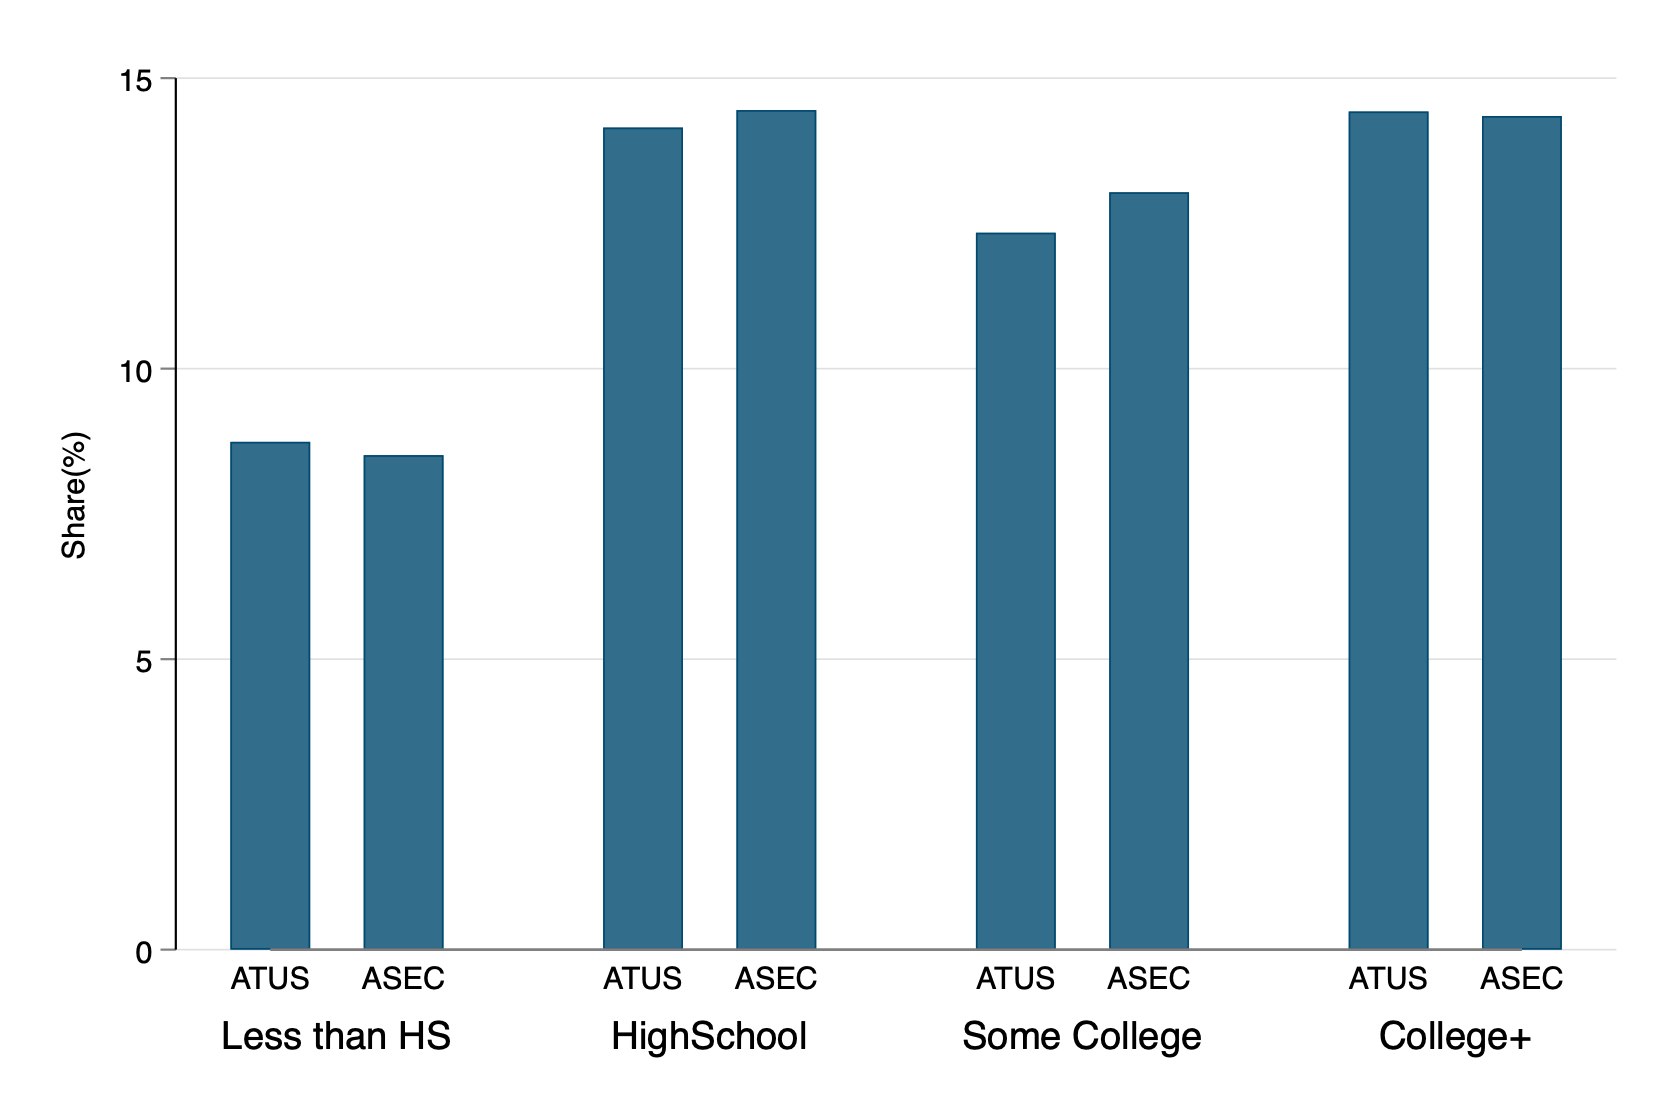 15
10
5
0
Share(%)
ATUS ASEC ATUS ASEC ATUS ASEC ATUS ASEC
Less than HS HighSchool Some College College+